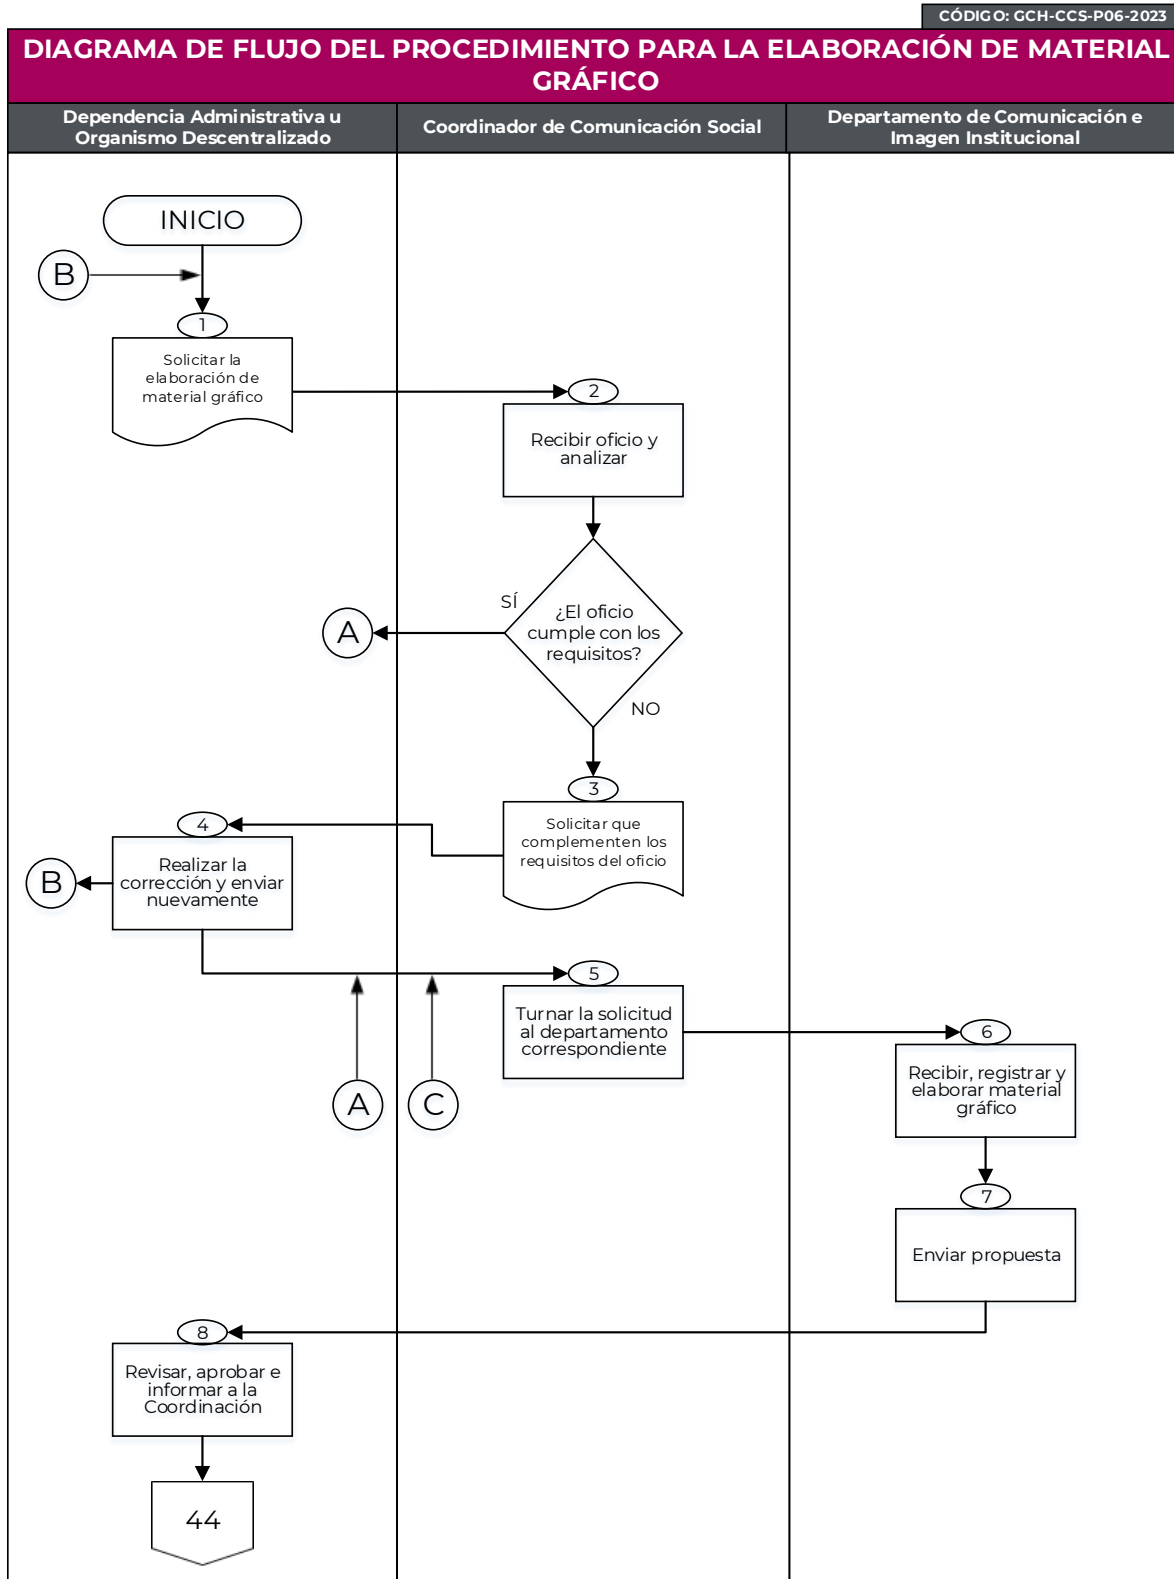 CÓDIGO: GCH-CCS-P06-2023
DIAGRAMA DE FLUJO DEL PROCEDIMIENTO PARA LA ELABORACIÓN DE MATERIAL
GRÁFICO
Dependencia Administrativa u
Organismo Descentralizado
Coordinador de Comunicación Social
Departamento de Comunicación e
Imagen Institucional
INICIO
B
1
Solicitar la
elaboración de
material gráfico
2
Recibir oficio y
analizar
SÍ
¿El oficio
cumple con los
requisitos?
A
NO
3
Solicitar que
complementen los
requisitos del oficio
4
Realizar la
corrección y enviar
nuevamente
B
5
Turnar la solicitud
al departamento
correspondiente
A
C
6
Recibir, registrar y
elaborar material
gráfico
7
Enviar propuesta
8
Revisar, aprobar e
informar a la
Coordinación
44